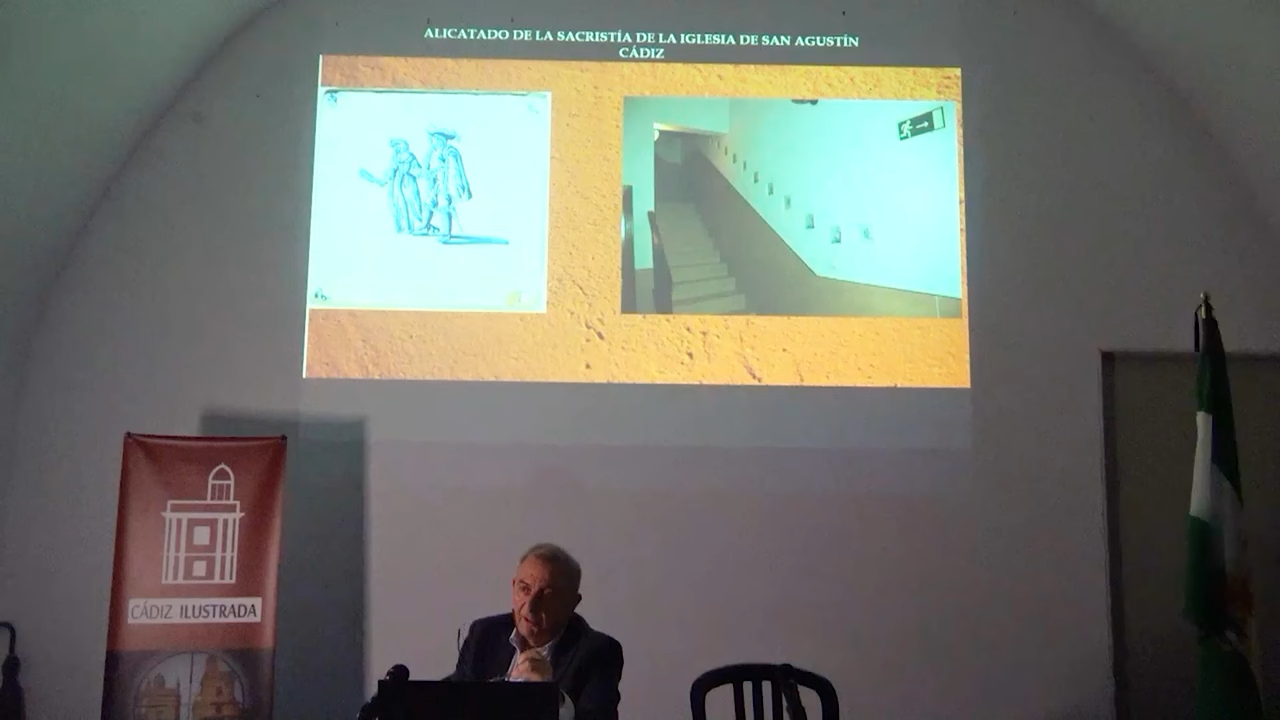 ALICATADO DE LA SACRISTÍA DE LA IGLESIA DE SAN AGUSTÍN
CÁDIZ
CÁDIZ ILUSTRADA